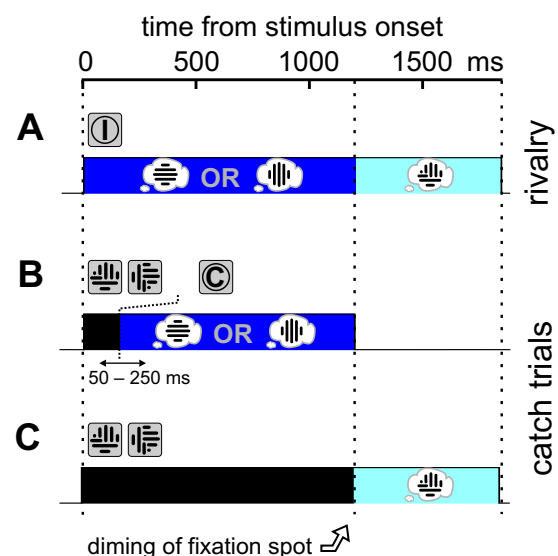 time from stimulus onset
0 500 1000 1500 ms
A
I
OR
rivalry
B
C
OR
50 – 250 ms
catch trials
C
diming of fixation spot